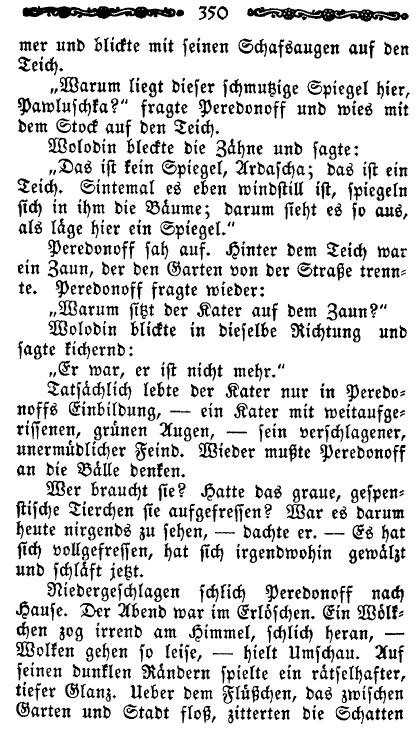 350
mer und blickte mit seinen Schafsaugen auf den
Teich.
„Warum liegt dieser schmutzige Spiegel hier,
Pawluschka?“ fragte Peredonoff und wies mit
dem Stock auf den Teich.
Wolodin bleckte die Zähne und sagte:
„Das ist kein Spiegel, Ardascha; das ist ein
Teich. Sintemal es eben windstill ist, spiegeln
sich in ihm die Bäume; darum sieht es so aus,
als läge hier ein Spiegel.“
Peredonoff sah auf. Hinter dem Teich war
ein Zaun, der den Garten von der Straße trenn-
te. Peredonoff fragte wieder:
„Warum sitzt der Kater auf dem Zaun?“
Wolodin blickte in dieselbe Richtung und
sagte kichernd:
„Er war, er ist nicht mehr.“
Tatsächlich lebte der Kater nur in Peredo-
noffs Einbildung, — ein Kater mit weitaufge-
rissenen, grünen Augen, — sein verschlagener,
unermüdlicher Feind. Wieder mußte Peredonoff
an die Bälle denken.
Wer braucht sie? Hatte das graue, gespen-
stische Tierchen sie aufgefressen? War es darum
heute nirgends zu sehen, — dachte er. — Es hat
sich vollgefressen, hat sich irgendwohin gewälzt
und schläft jetzt.
Niedergeschlagen schlich Peredonoff nach
Hause. Der Abend war im Erlöschen. Ein Wölk-
chen zog irrend am Himmel, schlich heran, —
Wolken gehen so leise, — hielt Umschau. Auf
seinen dunklen Rändern spielte ein rätselhafter,
tiefer Glanz. Ueber dem Flüßchen, das zwischen
Garten und Stadt floß, zitterten die Schatten